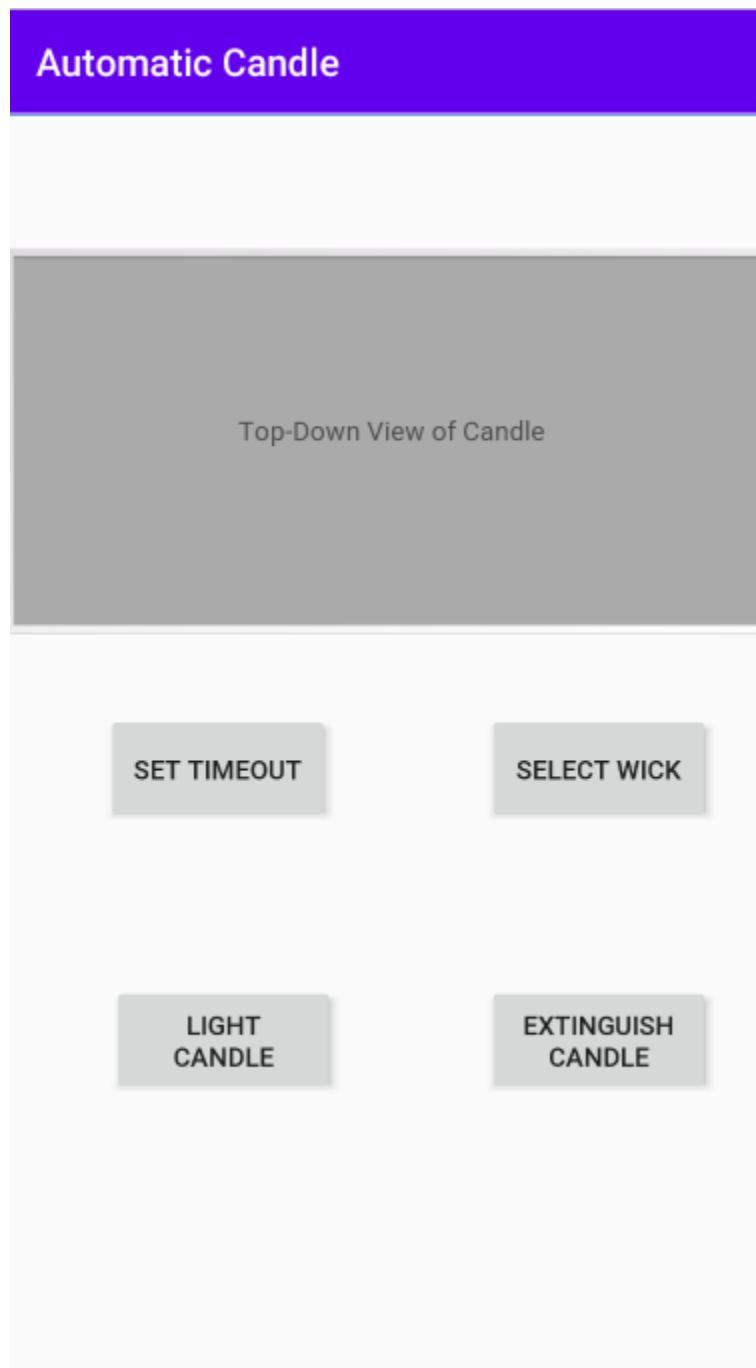 Automatic Candle
Top-Down View of Candle
SET TIMEOUT
SELECT WICK
LIGHT
CANDLE
EXTINGUISH
CANDLE